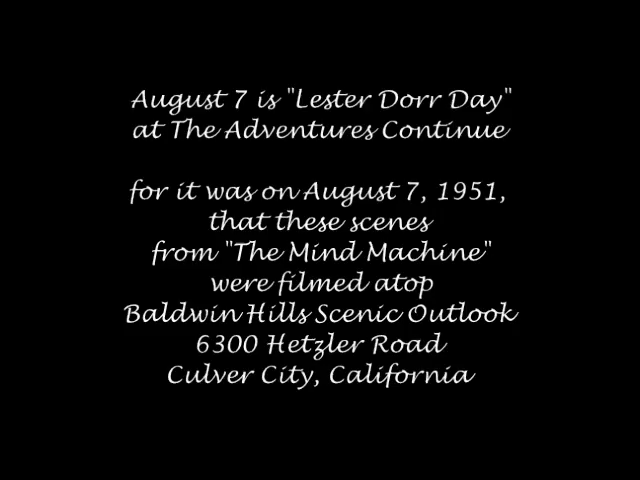 August 7 is "Lester Dorr Day"
at The Adventures Continue
for it was on August 7, 1951,
that these scenes
from "The Mind Machine"
were filmed atop
Baldwin Hills Scenic Outlook
6300 Hetzler Road
Culver City, California